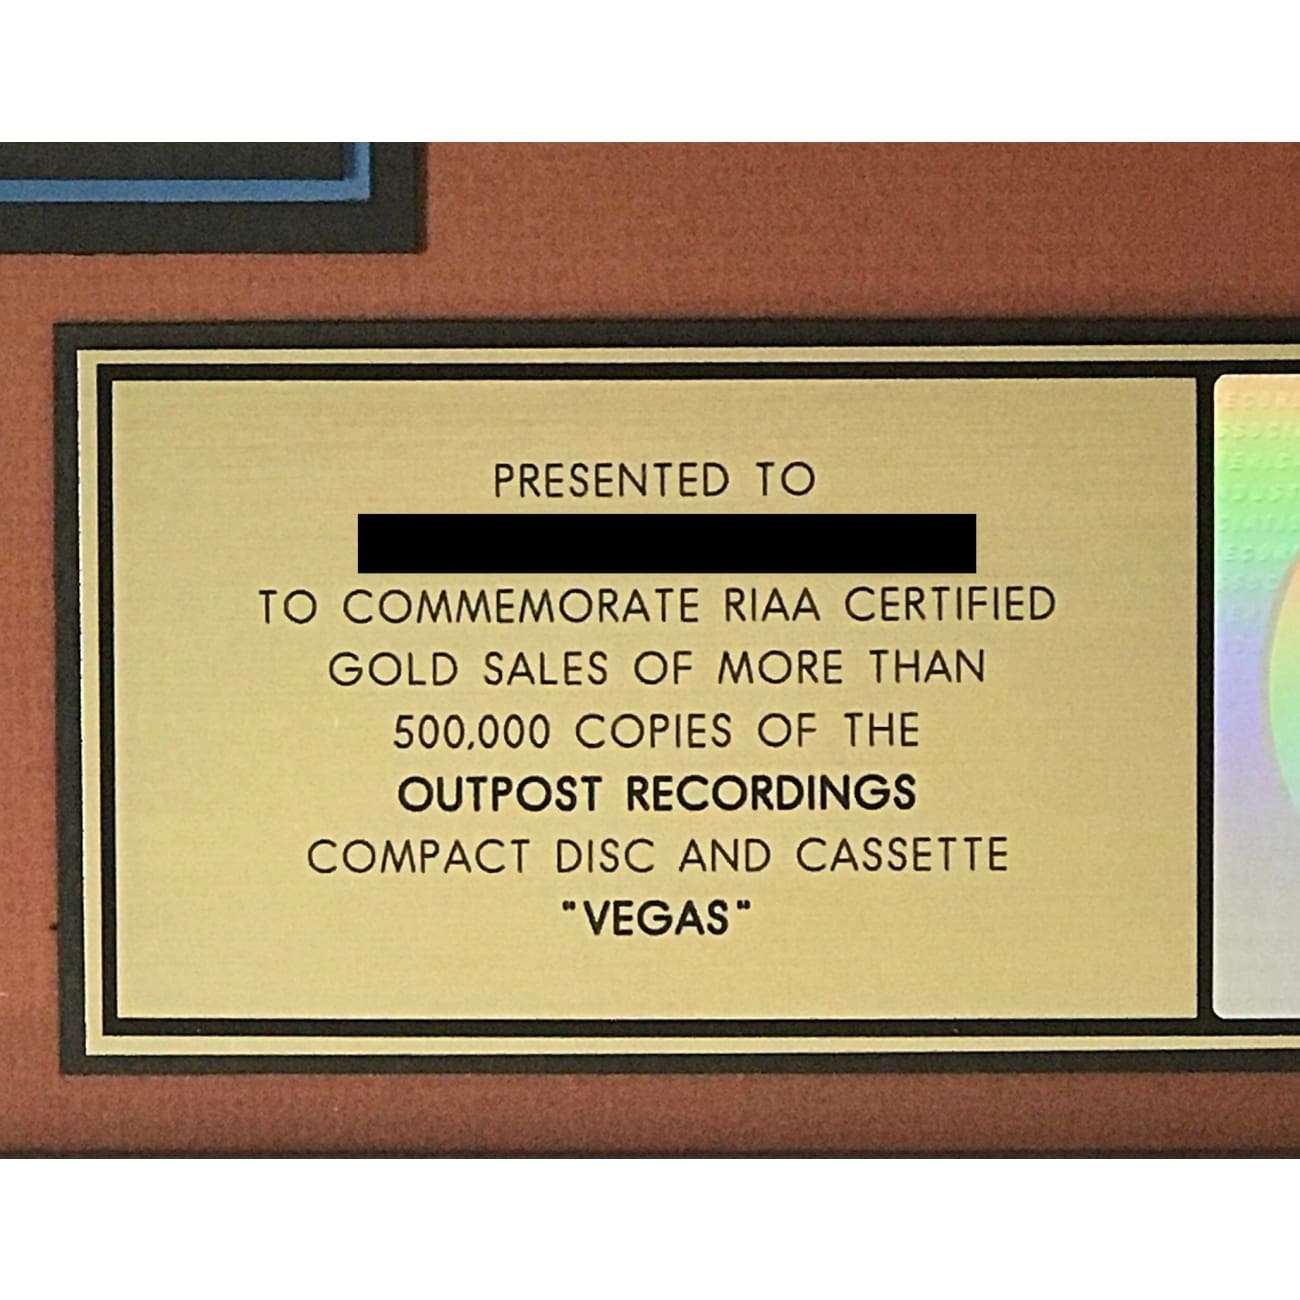 PRESENTED TO
TO COMMEMORATE RIAA CERTIFIED
GOLD SALES OF MORE THAN
500,000 COPIES OF THE
OUTPOST RECORDINGS
COMPACT DISC AND CASSETTE
"VEGAS"